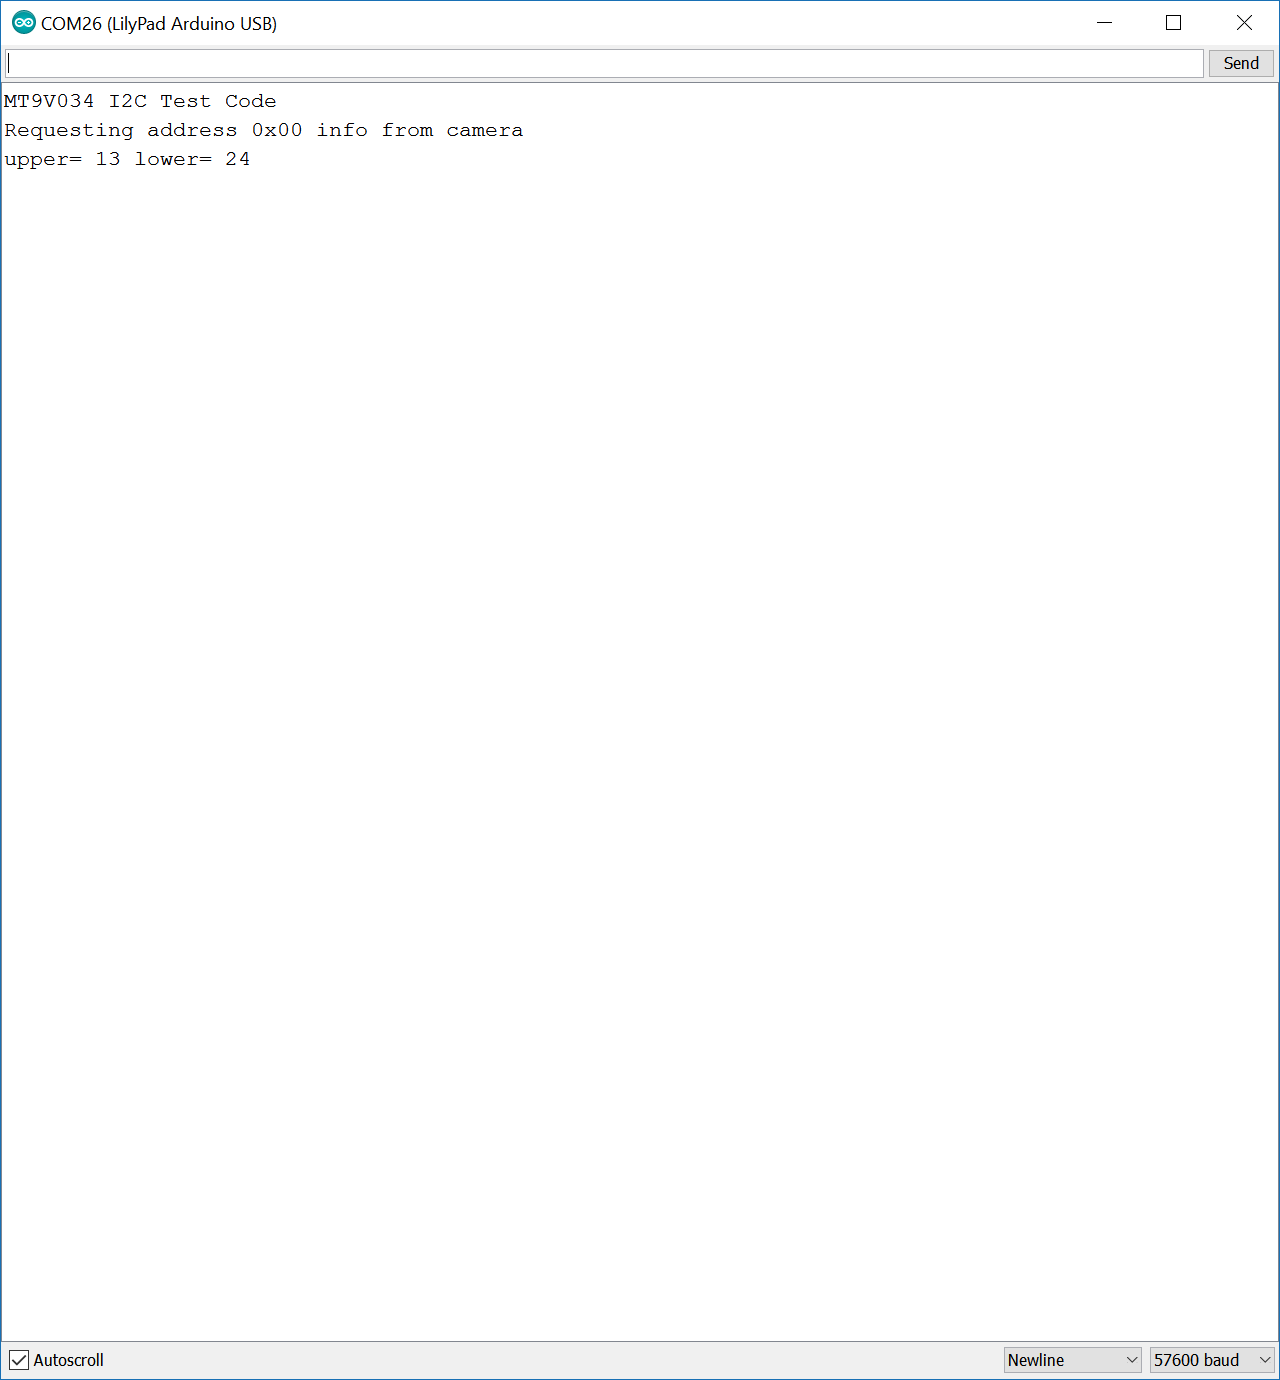 COM26 (LilyPad Arduino USB)
Send
MT9V034 I2C Test Code
Requesting address 0x00 info from camera
upper= 13 lower= 24
Autoscroll
Newline
57600 baud